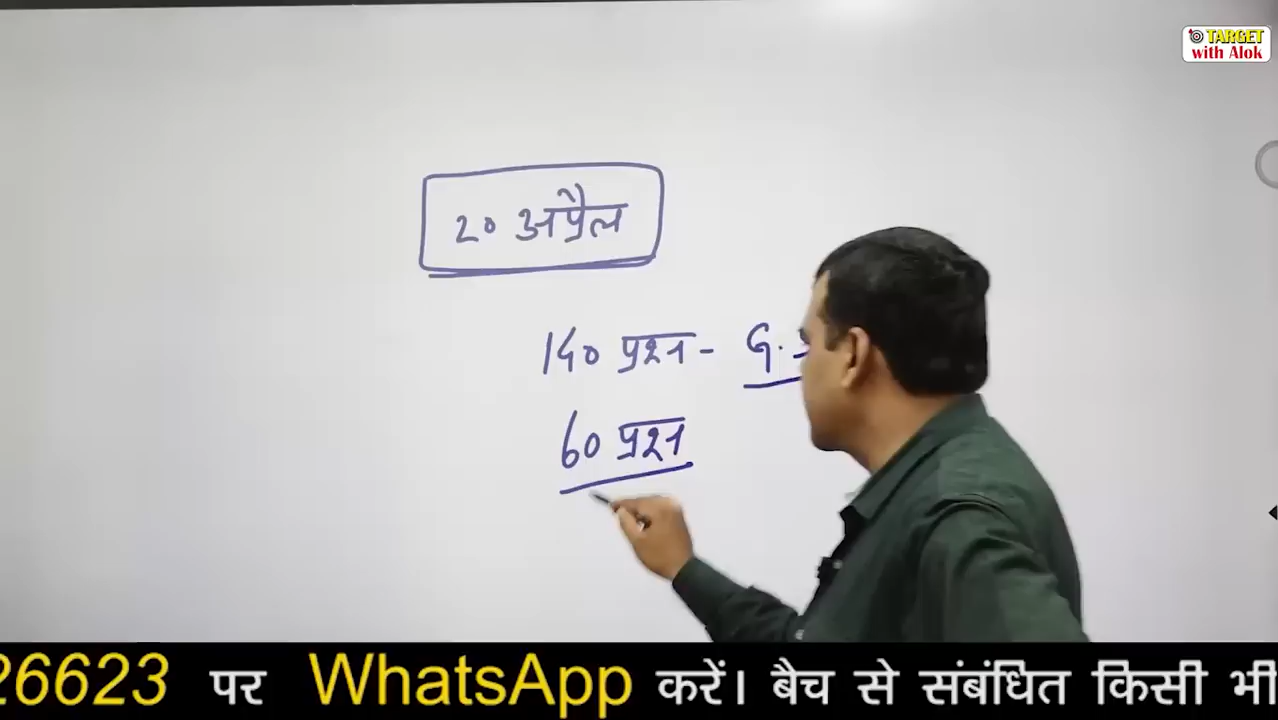 TARGET
with Alok
20 अप्रैल
140 प्रश्न - G.
60 प्रश्न
26623 पर WhatsApp करें। बैच से संबंधित किसी भी